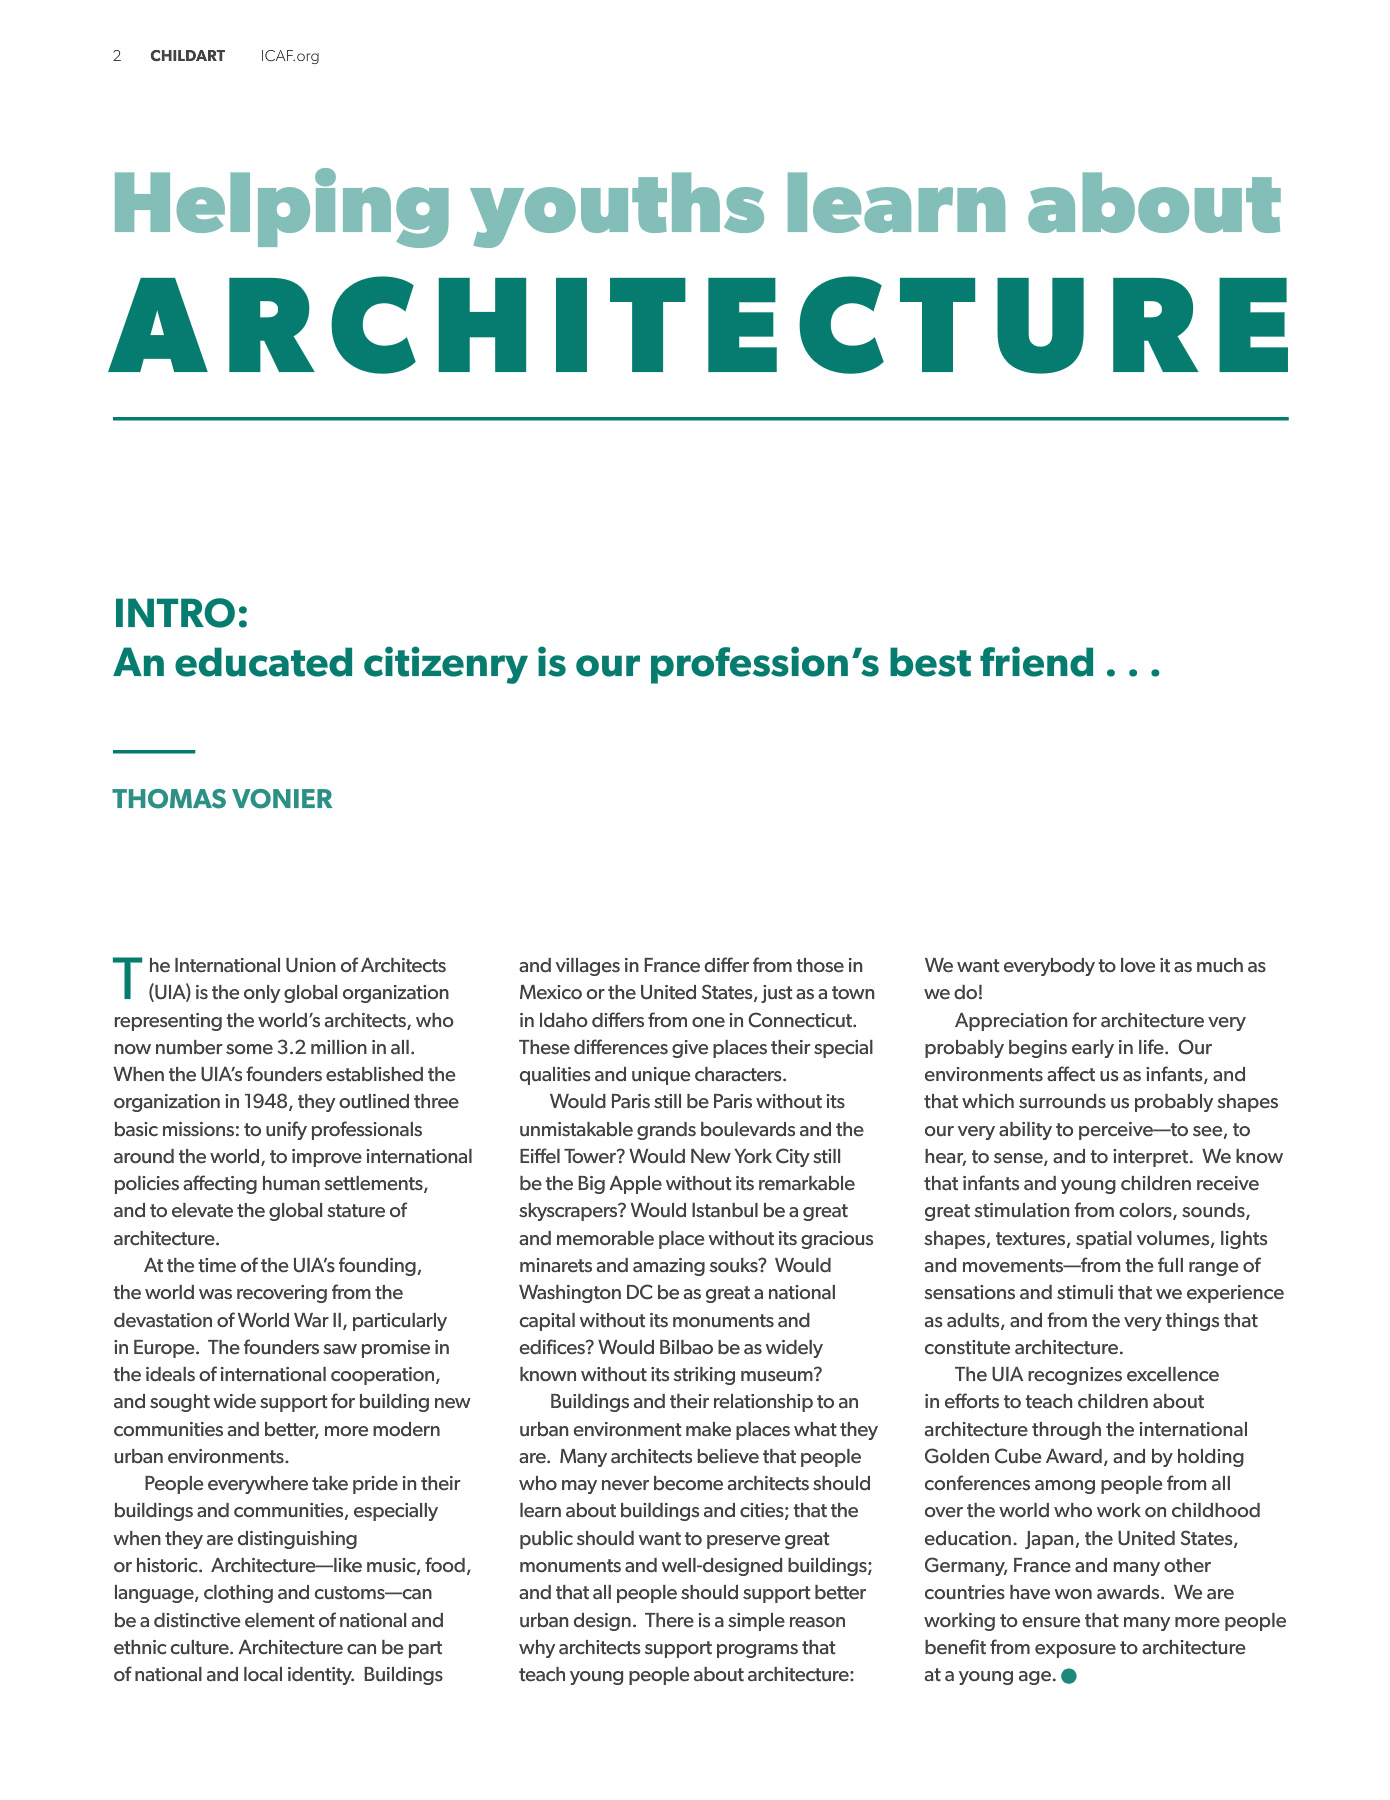 2 CHILDART ICAF.org
Helping youths learn about
ARCHITECTURE
INTRO:
An educated citizenry is our profession’s best friend . . .
THOMAS VONIER
The International Union of Architects
(UIA) is the only global organization
representing the world’s architects, who
now number some 3.2 million in all.
When the UIA’s founders established the
organization in 1948, they outlined three
basic missions: to unify professionals
around the world, to improve international
policies affecting human settlements,
and to elevate the global stature of
architecture.
At the time of the UIA’s founding,
the world was recovering from the
devastation of World War II, particularly
in Europe.  The founders saw promise in
the ideals of international cooperation,
and sought wide support for building new
communities and better, more modern
urban environments.
People everywhere take pride in their
buildings and communities, especially
when they are distinguishing
or historic.  Architecture—like music, food,
language, clothing and customs—can
be a distinctive element of national and
ethnic culture. Architecture can be part
of national and local identity.  Buildings
and villages in France differ from those in
Mexico or the United States, just as a town
in Idaho differs from one in Connecticut.
These differences give places their special
qualities and unique characters.
Would Paris still be Paris without its
unmistakable grands boulevards and the
Eiffel Tower? Would New York City still
be the Big Apple without its remarkable
skyscrapers? Would Istanbul be a great
and memorable place without its gracious
minarets and amazing souks?  Would
Washington DC be as great a national
capital without its monuments and
edifices? Would Bilbao be as widely
known without its striking museum?
Buildings and their relationship to an
urban environment make places what they
are.  Many architects believe that people
who may never become architects should
learn about buildings and cities; that the
public should want to preserve great
monuments and well-designed buildings;
and that all people should support better
urban design.  There is a simple reason
why architects support programs that
teach young people about architecture:
We want everybody to love it as much as
we do!
Appreciation for architecture very
probably begins early in life.  Our
environments affect us as infants, and
that which surrounds us probably shapes
our very ability to perceive—to see, to
hear, to sense, and to interpret.  We know
that infants and young children receive
great stimulation from colors, sounds,
shapes, textures, spatial volumes, lights
and movements—from the full range of
sensations and stimuli that we experience
as adults, and from the very things that
constitute architecture.
The UIA recognizes excellence
in efforts to teach children about
architecture through the international
Golden Cube Award, and by holding
conferences among people from all
over the world who work on childhood
education.  Japan, the United States,
Germany, France and many other
countries have won awards.  We are
working to ensure that many more people
benefit from exposure to architecture
at a young age.